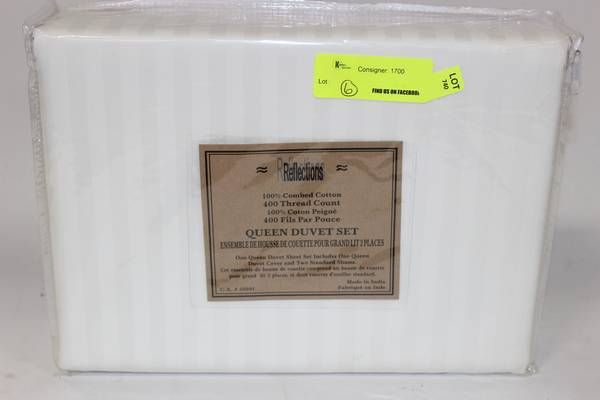 Consigner: 1700
Lot
6
FIND US ON FACEBOOK
LOT
740
Reflections
100% Combed Cotton
400 Thread Count
100% Coton Peigné
400 Fils Par Pouce
QUEEN DUVET SET
ENSEMBLE DE HOUSSE DE COUETTE POUR GRAND LIT 2 PLACES
One Queen Duvet Sheet Set Includes One Queen
Duvet Cover and Two Standard Shams
Made in India
Fabriqué en Inde